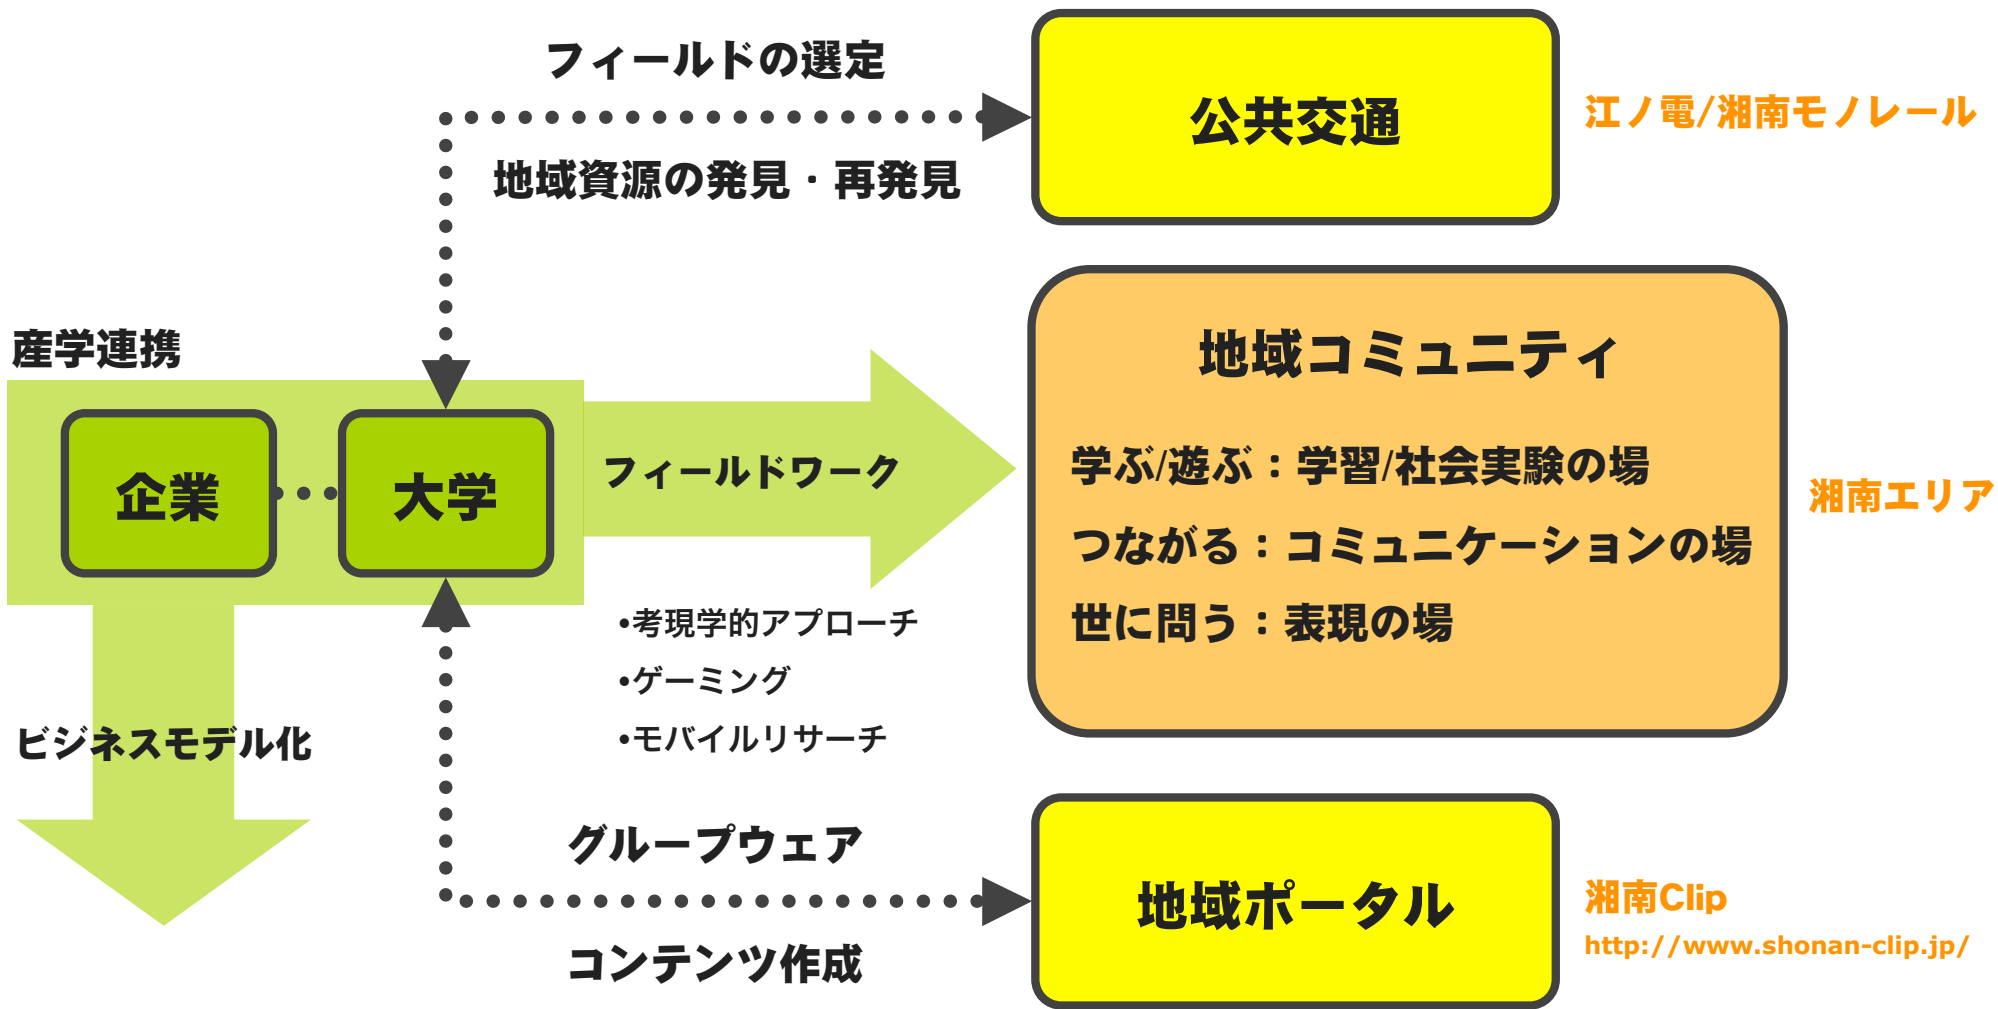 フィールドの選定
公共交通
江ノ電/湘南モノレール
地域資源の発見・再発見
産学連携
企業
大学
フィールドワーク
・考現学的アプローチ
・ゲーミング
・モバイルリサーチ
地域コミュニティ
学ぶ/遊ぶ：学習/社会実験の場
つながる：コミュニケーションの場
世に問う：表現の場
湘南エリア
ビジネスモデル化
グループウェア
コンテンツ作成
地域ポータル
湘南Clip
http://www.shonan-clip.jp/